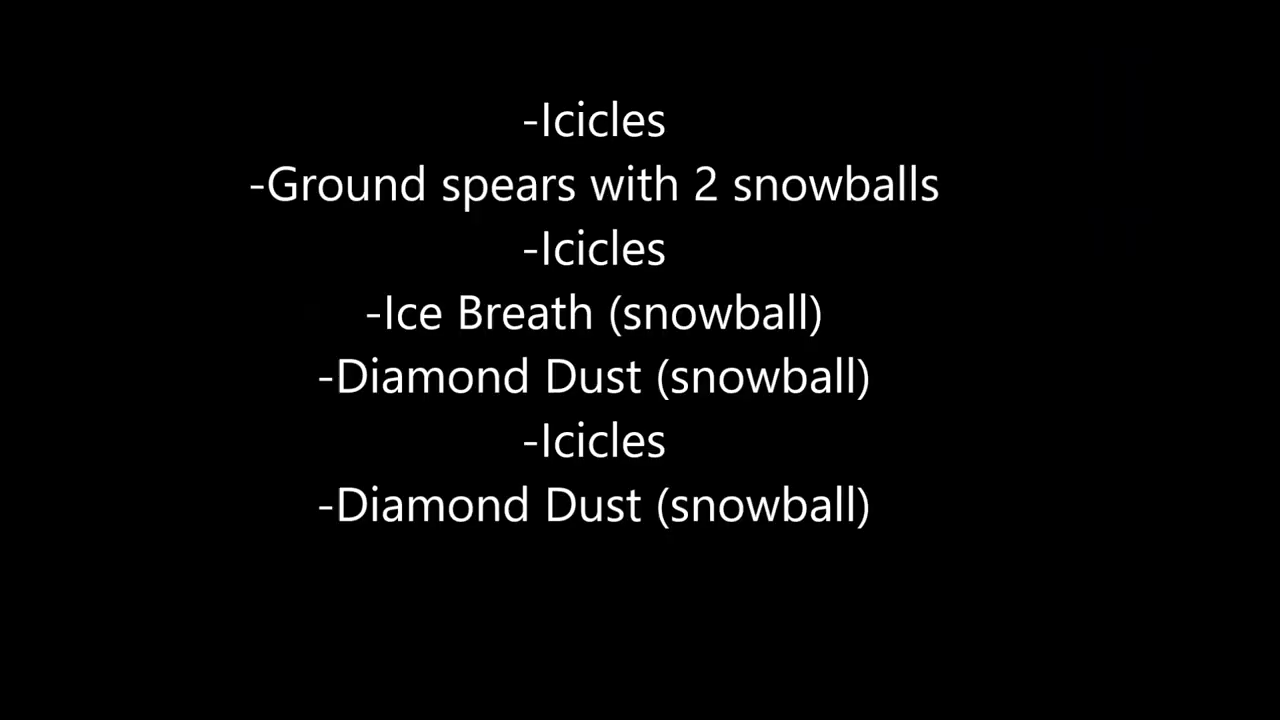 -Icicles
-Ground spears with 2 snowballs
-Icicles
-Ice Breath (snowball)
-Diamond Dust (snowball)
-Icicles
-Diamond Dust (snowball)